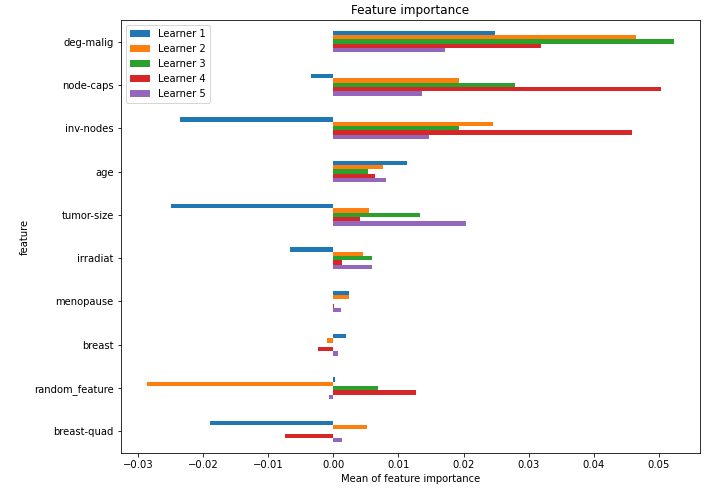 Feature importance
Learner 1
Learner 2
Learner 3
Learner 4
Learner 5
deg-malig
node-caps
inv-nodes
age
tumor-size
irradiat
menopause
breast
random_feature
breast-quad
feature
−0.03 −0.02 −0.01 0.00 0.01 0.02 0.03 0.04 0.05
Mean of feature importance